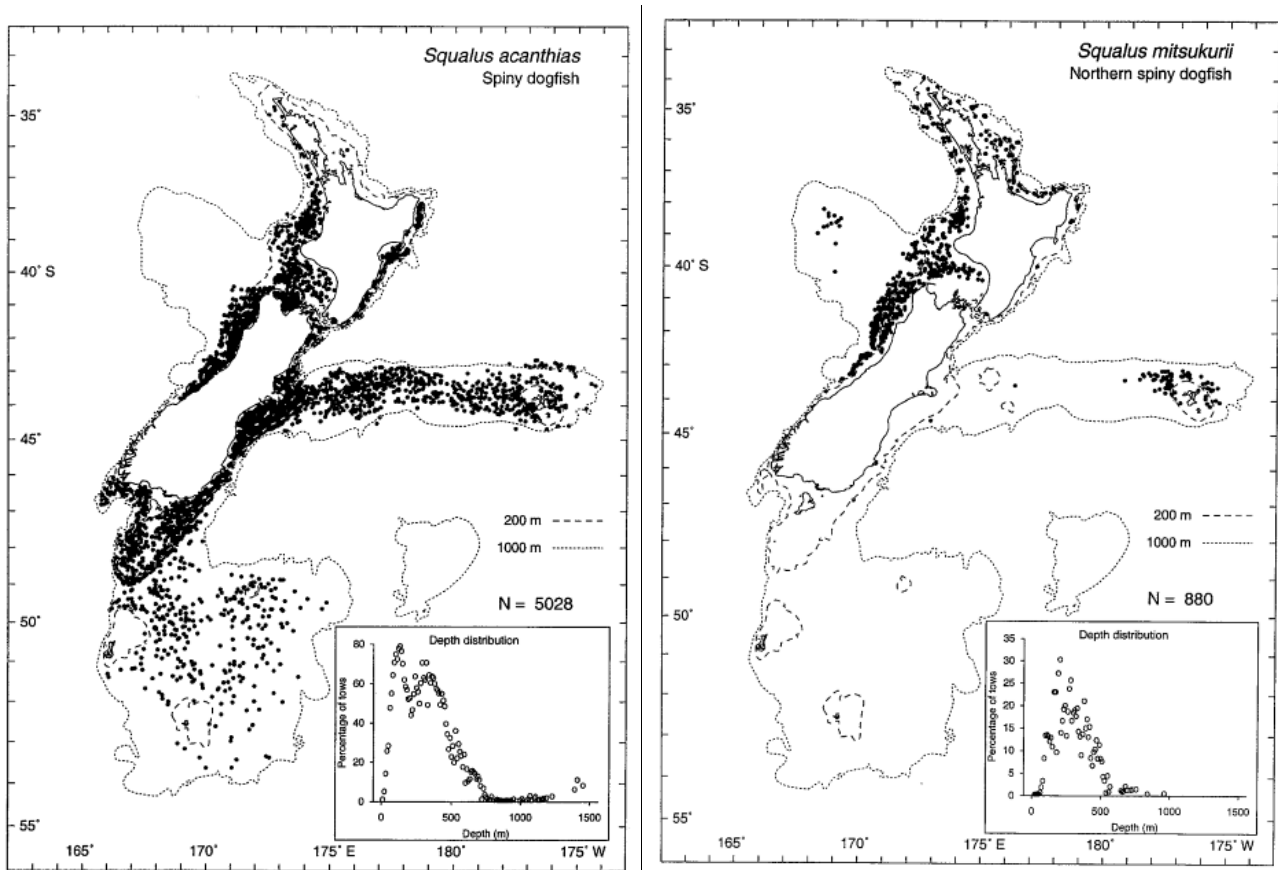 Squalus acanthias
Spiny dogfish
35°
40° S
45°
50°
55°
200 m
1000 m
N = 5028
Depth distribution
Percentage of tows
80
60
40
20
0
0
500
1000
1500
Depth (m)
165°
170°
175° E
180°
175° W
Squalus mitsukurii
Northern spiny dogfish
35°
40° S
45°
50°
55°
200 m
1000 m
N = 880
Depth distribution
Percentage of tows
35
30
25
20
15
10
5
0
0
500
1000
1500
Depth (m)
165°
170°
175° E
180°
175° W